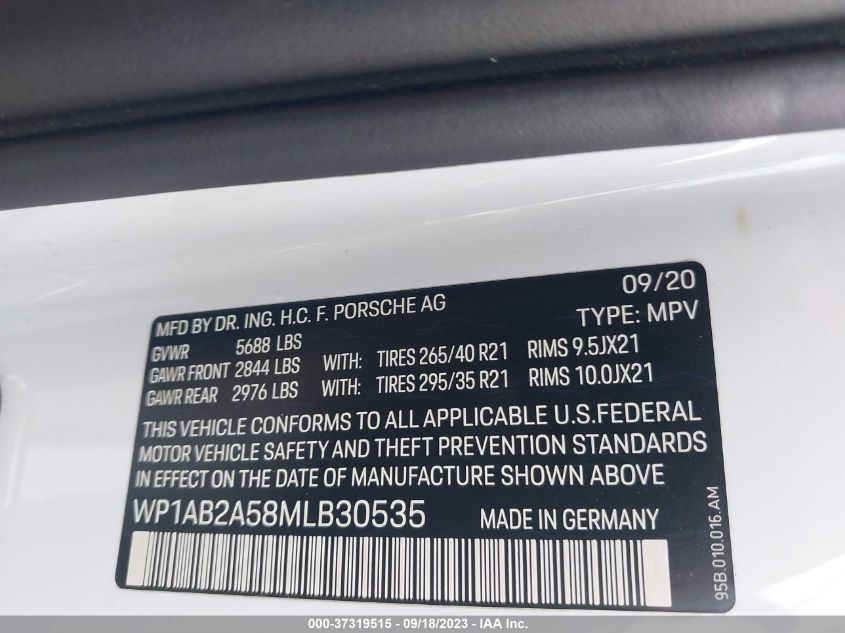 09/20
MFD BY DR. ING. H.C. F. PORSCHE AG TYPE: MPV
GVWR 5688 LBS
GAWR FRONT 2844 LBS WITH: TIRES 265/40 R21 RIMS 9.5JX21
GAWR REAR 2976 LBS WITH: TIRES 295/35 R21 RIMS 10.0JX21
THIS VEHICLE CONFORMS TO ALL APPLICABLE U.S.FEDERAL
MOTOR VEHICLE SAFETY AND THEFT PREVENTION STANDARDS
IN EFFECT ON THE DATE OF MANUFACTURE SHOWN ABOVE
WP1AB2A58MLB30535 MADE IN GERMANY
95B.010.016.AM
000-37319515 - 09/18/2023 - © IAA Inc.